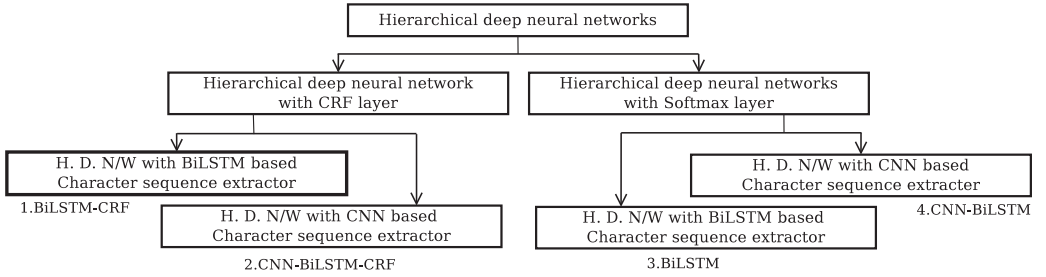 Hierarchical deep neural networks
Hierarchical deep neural network
with CRF layer
Hierarchical deep neural networks
with Softmax layer
H. D. N/W with BiLSTM based
Character sequence extractor
1.BiLSTM-CRF
H. D. N/W with CNN based
Character sequence extractor
2.CNN-BiLSTM-CRF
H. D. N/W with BiLSTM based
Character sequence extractor
3.BiLSTM
H. D. N/W with CNN based
Character sequence extracter
4.CNN-BiLSTM